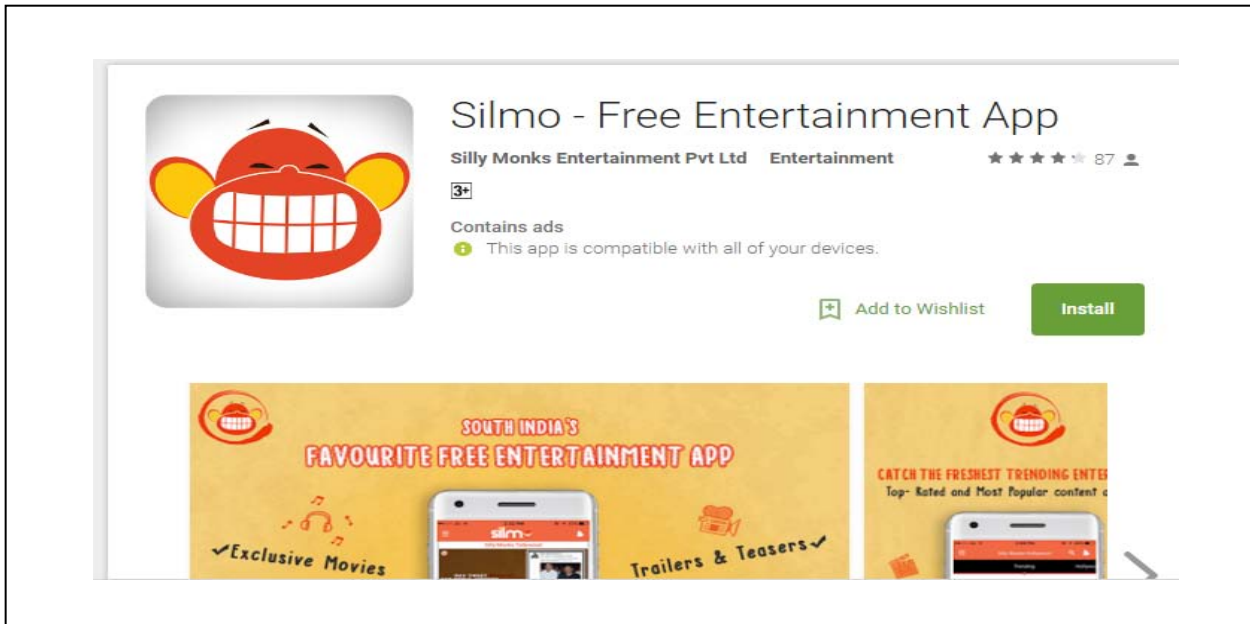 Silmo - Free Entertainment App
Silly Monks Entertainment Pvt Ltd Entertainment 87
3+
Contains ads
This app is compatible with all of your devices.
Add to Wishlist Install
SOUTH INDIA'S
FAVOURITE FREE ENTERTAINMENT APP
Exclusive Movies
Trailers & Teasers
silmo
CATCH THE FRESHEST TRENDING
Top- Rated and Most Popular content
Trending